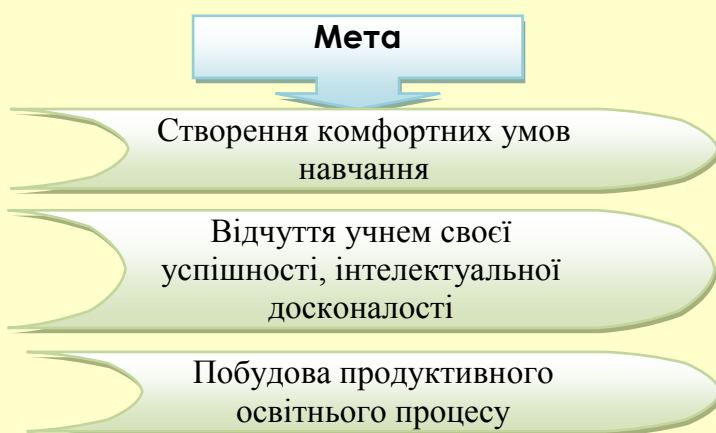 Мета
Створення комфортних умов
навчання
Відчуття учнем своєї
успішності, інтелектуальної
досконалості
Побудова продуктивного
освітнього процесу